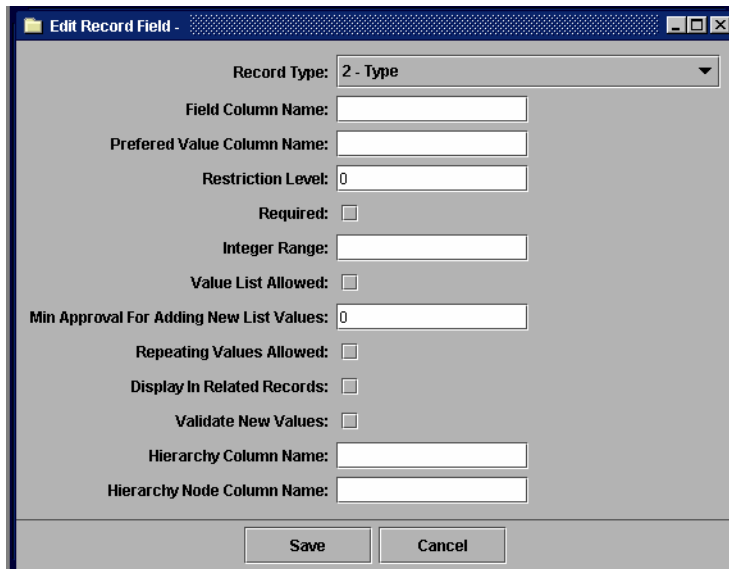 Edit Record Field -
Record Type: 2 - Type
Field Column Name:
Prefered Value Column Name:
Restriction Level: 0
Required:
Integer Range:
Value List Allowed:
Min Approval For Adding New List Values: 0
Repeating Values Allowed:
Display In Related Records:
Validate New Values:
Hierarchy Column Name:
Hierarchy Node Column Name:
Save Cancel